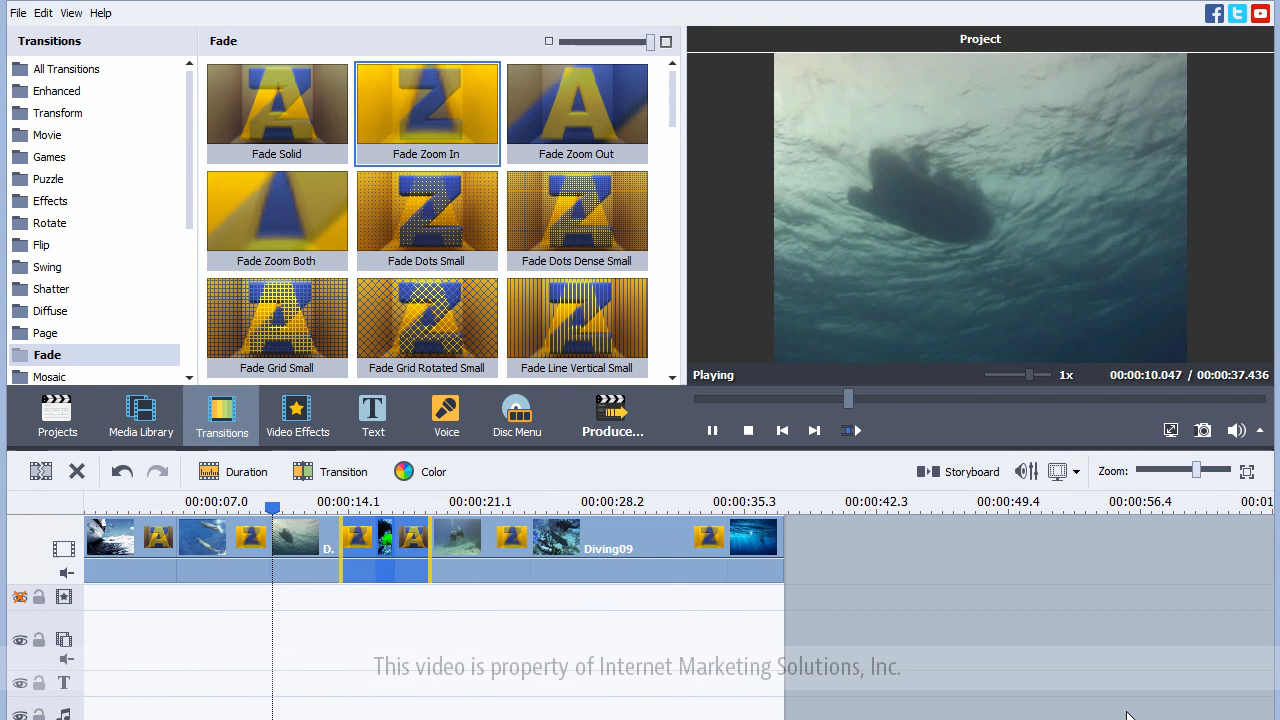 File Edit View Help
Transitions
Fade
Project
All Transitions
Enhanced
Transform
Movie
Games
Puzzle
Effects
Rotate
Flip
Swing
Shatter
Diffuse
Page
Fade
Mosaic
Fade Solid
Fade Zoom In
Fade Zoom Out
Fade Zoom Both
Fade Dots Small
Fade Dots Dense Small
Fade Grid Small
Fade Grid Rotated Small
Fade Line Vertical Small
Playing
1x
00:00:10.047 / 00:00:37.436
Projects
Media Library
Transitions
Video Effects
Text
Voice
Disc Menu
Produce...
Duration
Transition
Color
Storyboard
Zoom:
00:00:07.0
00:00:14.1
00:00:21.1
00:00:28.2
00:00:35.3
00:00:42.3
00:00:49.4
00:00:56.4
00:01
D.
Diving09
This video is property of Internet Marketing Solutions, Inc.